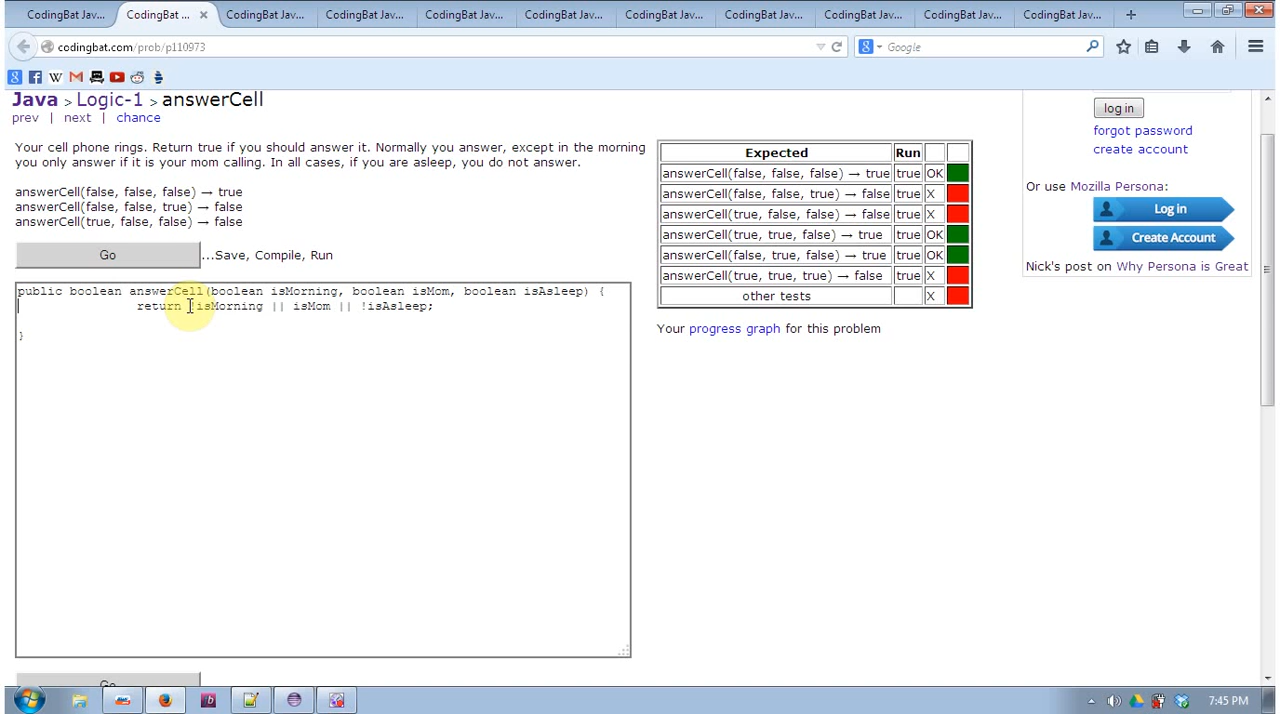 CodingBat Jav... CodingBat ... CodingBat Jav... CodingBat Jav... CodingBat Jav... CodingBat Jav... CodingBat Jav... CodingBat Jav... CodingBat Jav... CodingBat Jav... CodingBat Jav...
codingbat.com/prob/p110973
Google
Java > Logic-1 > answerCell
prev | next | chance
Your cell phone rings. Return true if you should answer it. Normally you answer, except in the morning
you only answer if it is your mom calling. In all cases, if you are asleep, you do not answer.
answerCell(false, false, false) → true
answerCell(false, false, true) → false
answerCell(true, false, false) → false
Go ...Save, Compile, Run
public boolean answerCell(boolean isMorning, boolean isMom, boolean isAsleep) {
return !isMorning || isMom || !isAsleep;
}
Go
Expected Run
answerCell(false, false, false) → true true OK
answerCell(false, false, true) → false true X
answerCell(true, false, false) → false true X
answerCell(true, true, false) → true true OK
answerCell(false, true, false) → true true OK
answerCell(true, true, true) → false true X
other tests X
Your progress graph for this problem
log in
forgot password
create account
Or use Mozilla Persona:
Log in
Create Account
Nick's post on Why Persona is Great
7:45 PM